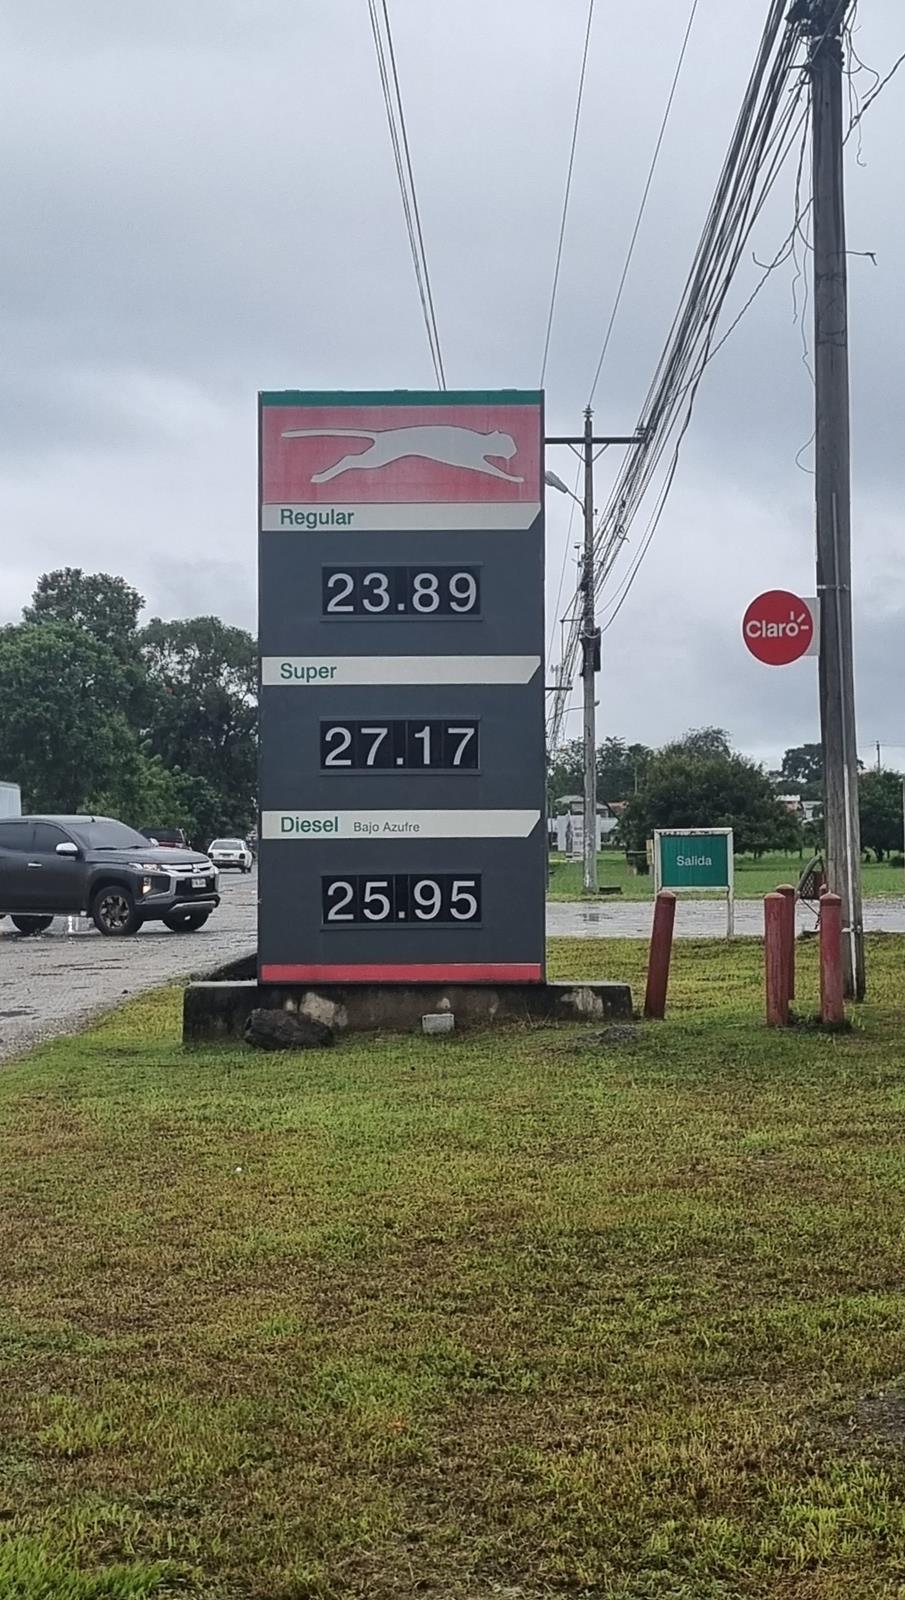 Regular
23.89
Super
27.17
Diesel Bajo Azufre
25.95
Claro
Salida